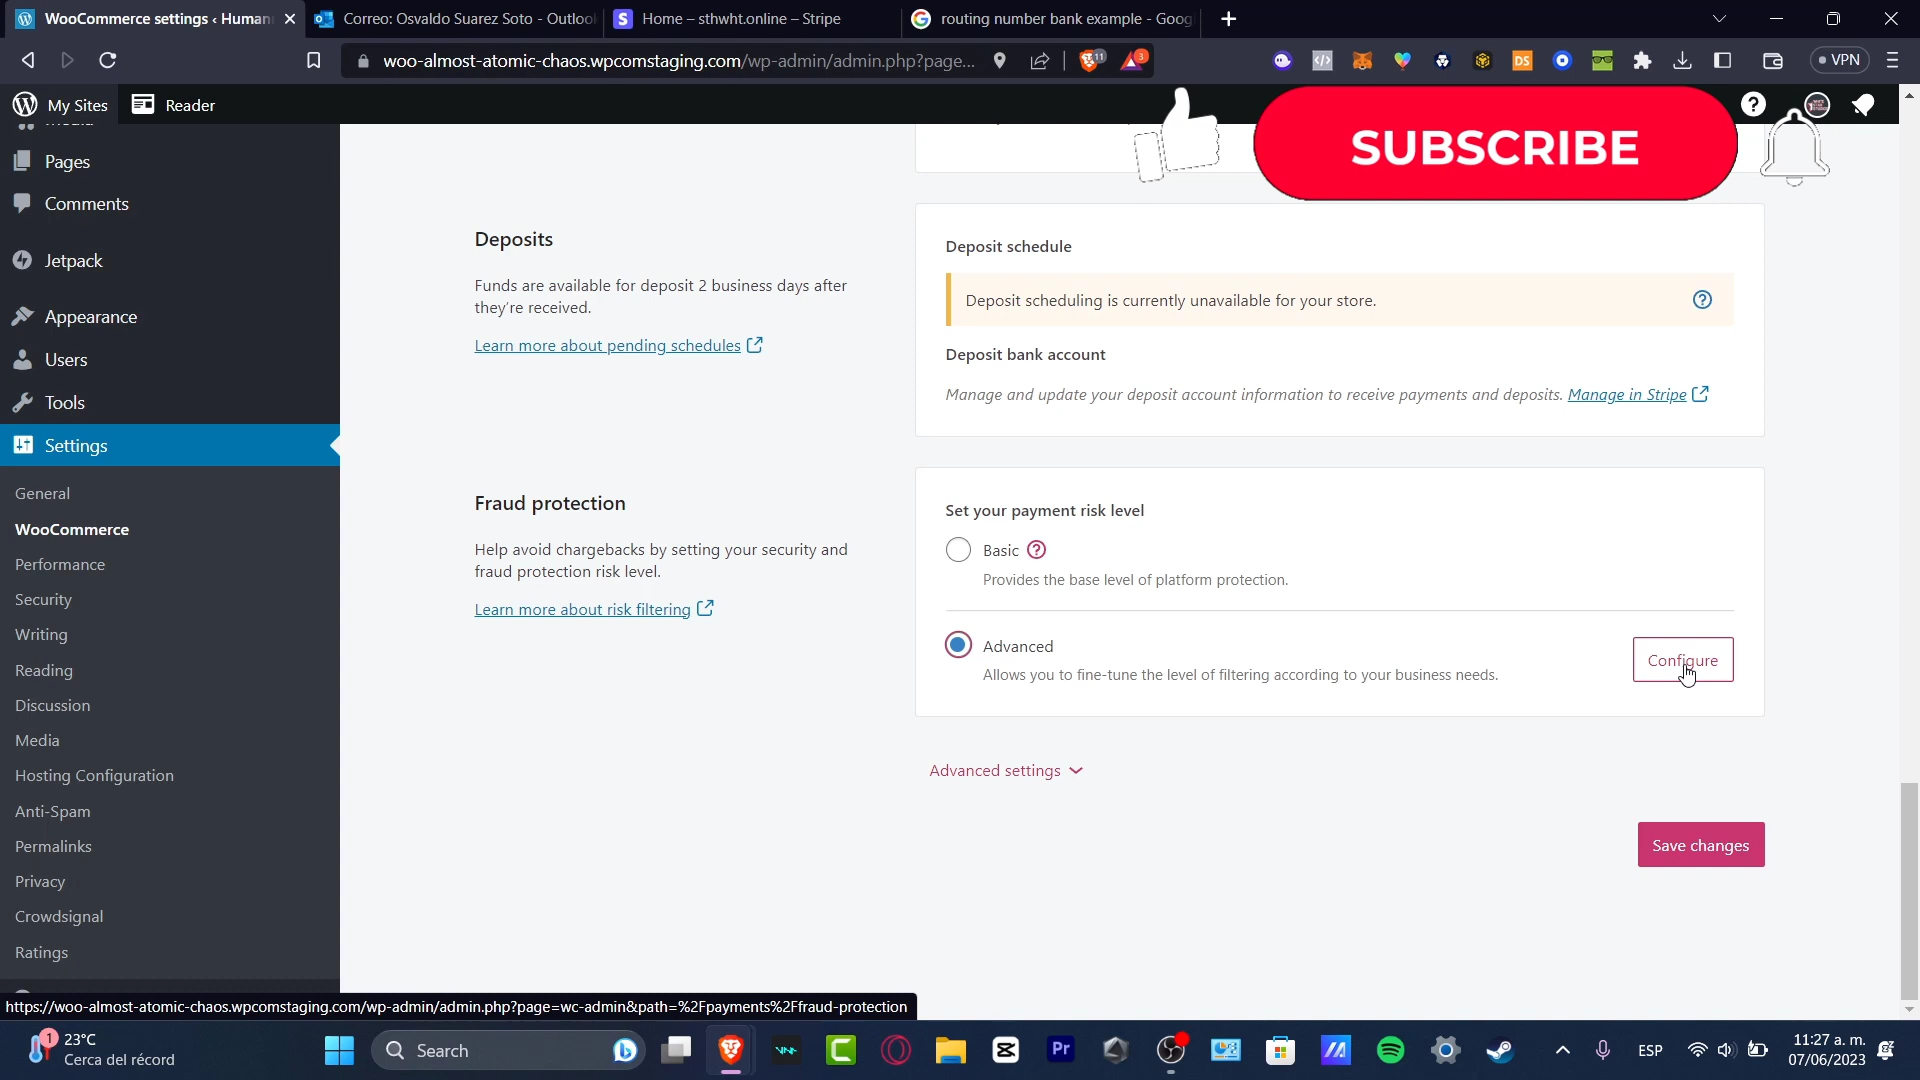 WooCommerce settings ‹ Human
Correo: Osvaldo Suarez Soto - Outlook
Home – sthwht.online – Stripe
routing number bank example - Goog
woo-almost-atomic-chaos.wpcomstaging.com/wp-admin/admin.php?page...
11
3
DS
VPN
My Sites
Reader
SUBSCRIBE
Media
Pages
Comments
Jetpack
Appearance
Users
Tools
Settings
General
WooCommerce
Performance
Security
Writing
Reading
Discussion
Media
Hosting Configuration
Anti-Spam
Permalinks
Privacy
Crowdsignal
Ratings
Deposits
Funds are available for deposit 2 business days after
they're received.
Learn more about pending schedules
Deposit schedule
Deposit scheduling is currently unavailable for your store.
Deposit bank account
Manage and update your deposit account information to receive payments and deposits. Manage in Stripe
Fraud protection
Help avoid chargebacks by setting your security and
fraud protection risk level.
Learn more about risk filtering
Set your payment risk level
Basic
Provides the base level of platform protection.
Advanced
Allows you to fine-tune the level of filtering according to your business needs.
Configure
Advanced settings
Save changes
https://woo-almost-atomic-chaos.wpcomstaging.com/wp-admin/admin.php?page=wc-admin&path=%2Fpayments%2Ffraud-protection
1
23°C
Cerca del récord
Search
Pr
ESP
11:27 a. m.
07/06/2023